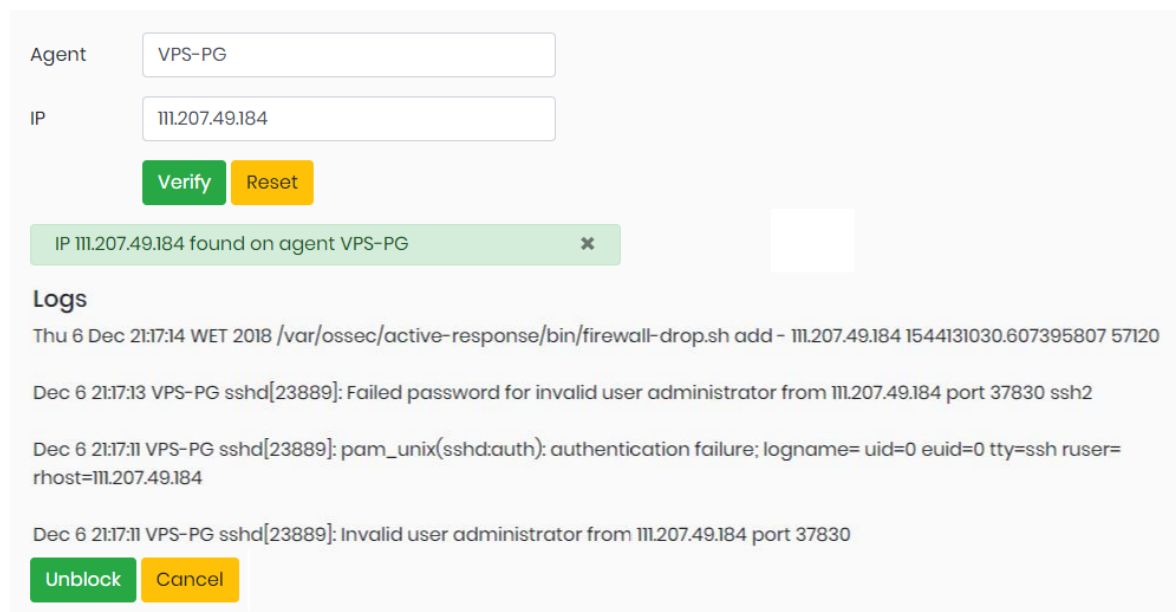 Agent VPS-PG
IP 111.207.49.184
Verify Reset
IP 111.207.49.184 found on agent VPS-PG ×
Logs
Thu 6 Dec 21:17:14 WET 2018 /var/ossec/active-response/bin/firewall-drop.sh add - 111.207.49.184 1544131030.607395807 57120
Dec 6 21:17:13 VPS-PG sshd[23889]: Failed password for invalid user administrator from 111.207.49.184 port 37830 ssh2
Dec 6 21:17:11 VPS-PG sshd[23889]: pam_unix(sshd:auth): authentication failure; logname= uid=0 euid=0 tty=ssh ruser=
rhost=111.207.49.184
Dec 6 21:17:11 VPS-PG sshd[23889]: Invalid user administrator from 111.207.49.184 port 37830
Unblock Cancel